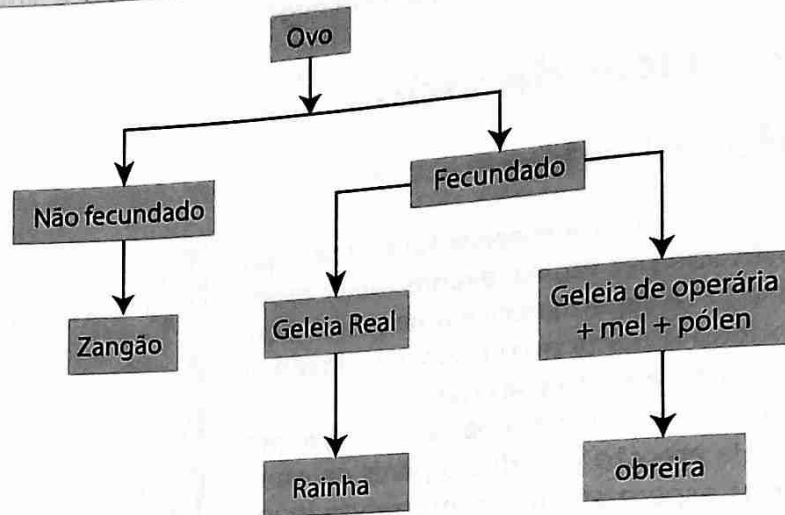 Ovo
Não fecundado
Fecundado
Zangão
Geleia Real
Geleia de operária
+ mel + pólen
Rainha
obreira